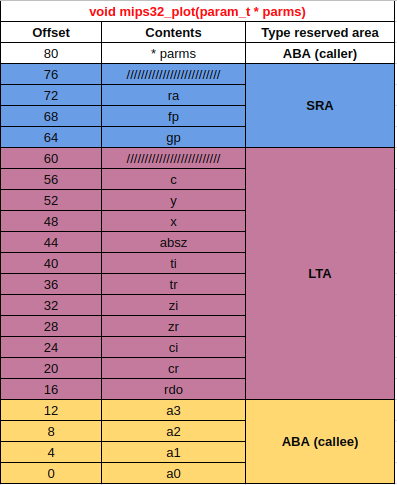 void mips32_plot(param_t * parms)
Offset Contents Type reserved area
80 * parms ABA (caller)
76 //////////////////////////
72 ra
SRA
68 fp
64 gp
60 //////////////////////////
56 c
52 y
48 x
44 absz
40 ti
36 tr
LTA
32 zi
28 zr
24 ci
20 cr
16 rdo
12 a3
8 a2
ABA (callee)
4 a1
0 a0